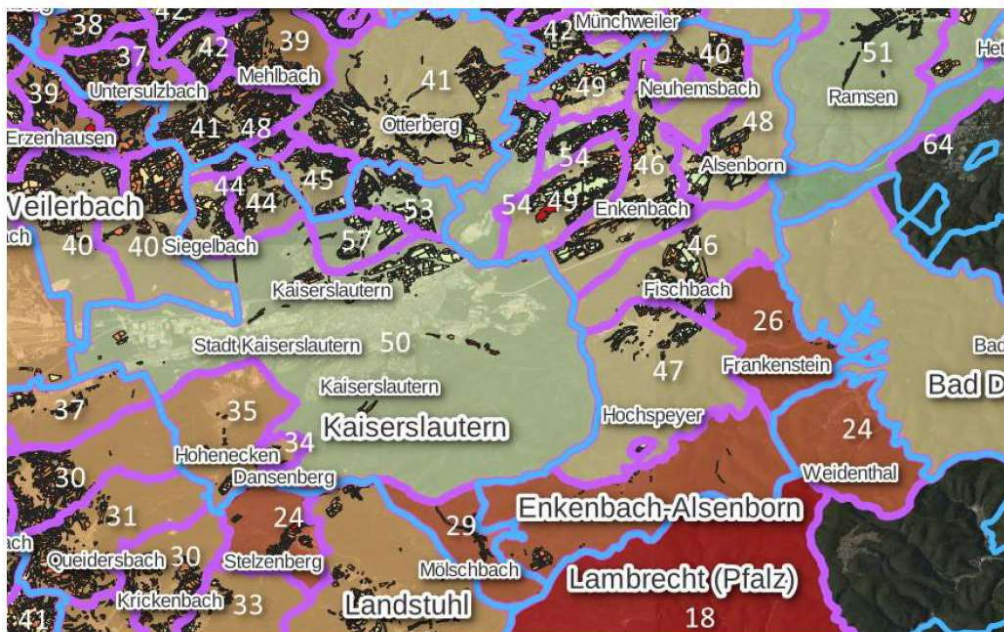 42
38
42
39
Münchweiler
37
Mehlbach
41
42
40
51
39
Untersulzbach
49
Neuhemsbach
Ramsen
Erzenhausen
41
48
Otterberg
48
64
44
45
54
46
Alsenborn
Weilerbach
44
53
54
49
Enkenbach
40
40
Siegelbach
57
46
Kaiserslautern
Fischbach
Stadt Kaiserslautern
50
26
Frankenstein
Bad
37
35
Kaiserslautern
47
Bad D
Kaiserslautern
Hochspeyer
24
34
Hohenecken
Dansenberg
Weidenthal
30
31
24
29
Enkenbach-Alsenborn
Queidersbach
30
Stelzenberg
Mölschbach
Krickenbach
33
Landstuhl
Lambrecht (Pfalz)
41
18